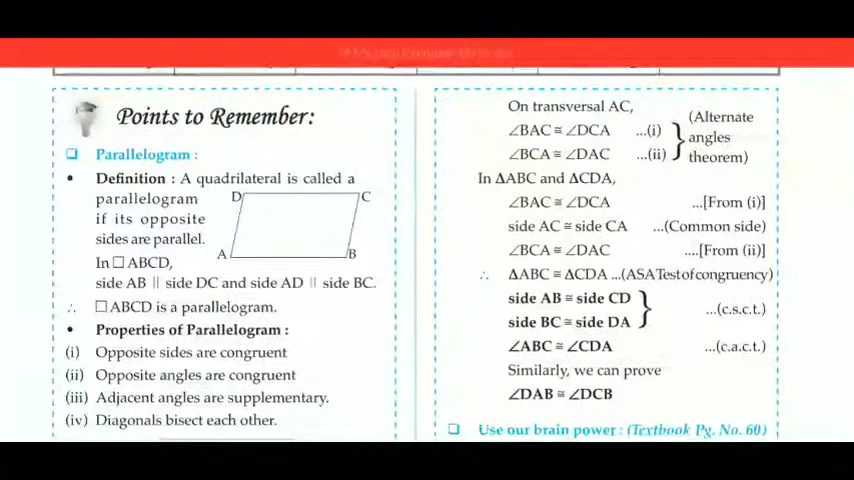 Points to Remember:
❑ Parallelogram :
• Definition : A quadrilateral is called a
parallelogram
if its opposite
sides are parallel.
D
C
A
B
In □ABCD,
side AB || side DC and side AD || side BC.
∴ □ABCD is a parallelogram.
• Properties of Parallelogram :
(i) Opposite sides are congruent
(ii) Opposite angles are congruent
(iii) Adjacent angles are supplementary.
(iv) Diagonals bisect each other.
On transversal AC,
∠BAC ≅ ∠DCA ...(i)
∠BCA ≅ ∠DAC ...(ii)
(Alternate
angles
theorem)
In ΔABC and ΔCDA,
∠BAC ≅ ∠DCA ...[From (i)]
side AC ≅ side CA ...(Common side)
∠BCA ≅ ∠DAC ....[From (ii)]
∴ ΔABC ≅ ΔCDA ...(ASA Test of congruency)
side AB ≅ side CD
side BC ≅ side DA
...(c.s.c.t.)
∠ABC ≅ ∠CDA ...(c.a.c.t.)
Similarly, we can prove
∠DAB ≅ ∠DCB
❑ Use our brain power : (Textbook Pg. No. 60)